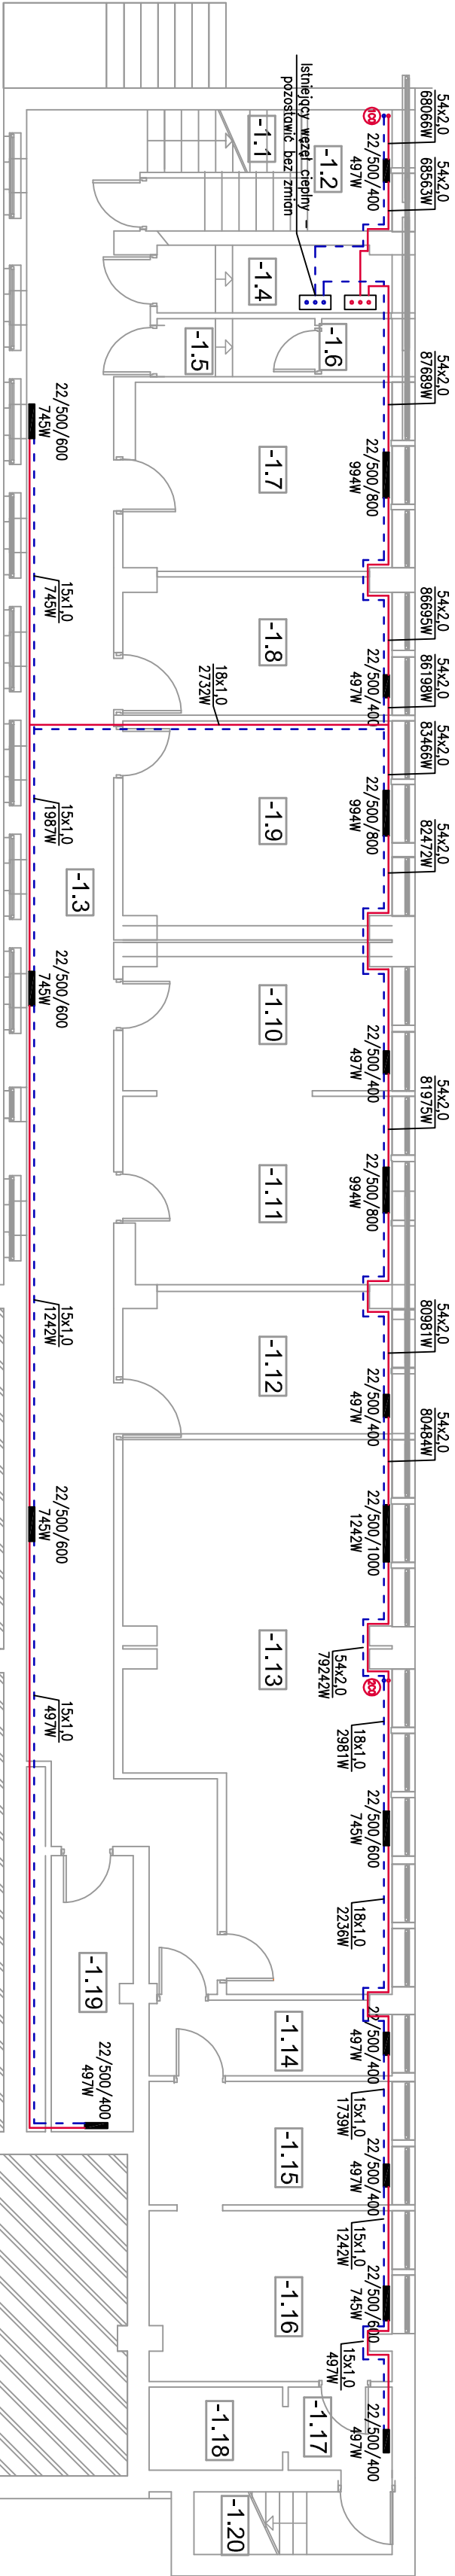 54x2,0
68066W
54x2,0
68563W
100
22/500/400
497W
-1.1
-1.2
Istniejący węzeł cieplny –
pozostawić bez zmian
-1.4
-1.5
-1.6
54x2,0
87689W
22/500/800
994W
-1.7
22/500/600
745W
15x1,0
745W
54x2,0
86695W
54x2,0
86198W
22/500/400
497W
-1.8
18x1,0
2732W
54x2,0
83466W
22/500/800
994W
54x2,0
82472W
-1.9
15x1,0
1987W
-1.3
22/500/600
745W
-1.10
22/500/400
497W
54x2,0
81975W
22/500/800
994W
-1.11
54x2,0
80981W
-1.12
22/500/400
497W
15x1,0
1242W
54x2,0
80484W
22/500/1000
1242W
22/500/600
745W
-1.13
54x2,0
79242W
200
18x1,0
2981W
15x1,0
497W
22/500/600
745W
18x1,0
2236W
-1.19
22/500/400
497W
-1.14
22/500/400
497W
15x1,0
1739W
-1.15
22/500/400
497W
15x1,0
1242W
-1.16
22/500/600
745W
15x1,0
497W
22/500/400
497W
-1.17
-1.18
-1.20